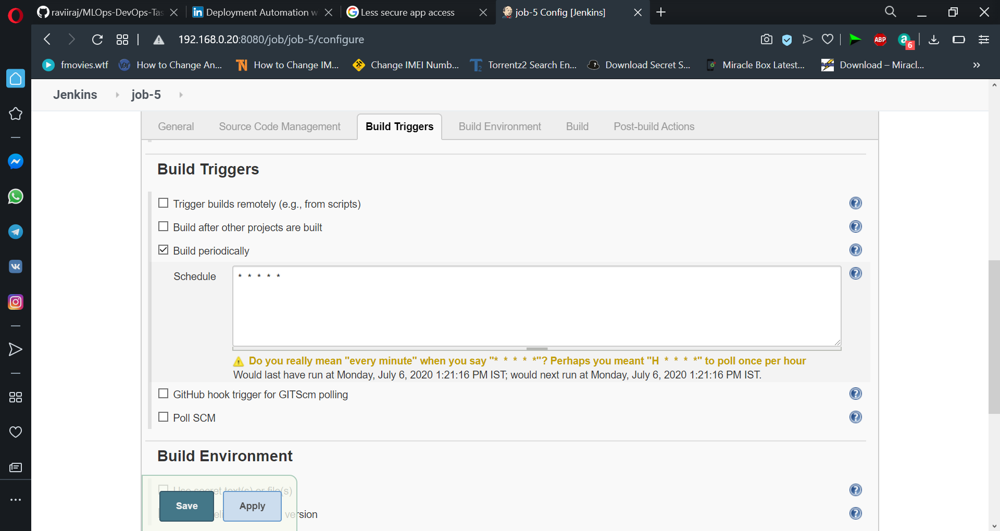 raviiraj/MLOps-DevOps-Tas
Deployment Automation w
Less secure app access
job-5 Config [Jenkins]
192.168.0.20:8080/job/job-5/configure
ABP
a
6
fmovies.wtf
How to Change An...
How to Change IM...
Change IMEI Numb...
Torrentz2 Search En...
Download Secret S...
Miracle Box Latest...
Download – Miracl...
»
Jenkins
job-5
General
Source Code Management
Build Triggers
Build Environment
Build
Post-build Actions
Build Triggers
Trigger builds remotely (e.g., from scripts)
Build after other projects are built
Build periodically
Schedule
* * * * *
Do you really mean "every minute" when you say "* * * * *"? Perhaps you meant "H * * * *" to poll once per hour
Would last have run at Monday, July 6, 2020 1:21:16 PM IST; would next run at Monday, July 6, 2020 1:21:16 PM IST.
GitHub hook trigger for GITScm polling
Poll SCM
Build Environment
Use secret text(s) or file(s)
Save
Apply
version